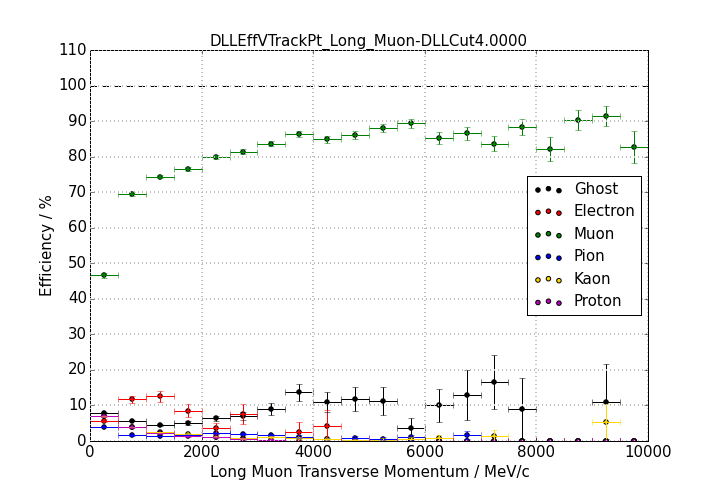 DLLEffVTrackPt_Long_Muon-DLLCut4.0000
110
100
90
80
70
60
50
40
30
20
10
0
Efficiency / %
Ghost
Electron
Muon
Pion
Kaon
Proton
0 2000 4000 6000 8000 10000
Long Muon Transverse Momentum / MeV/c